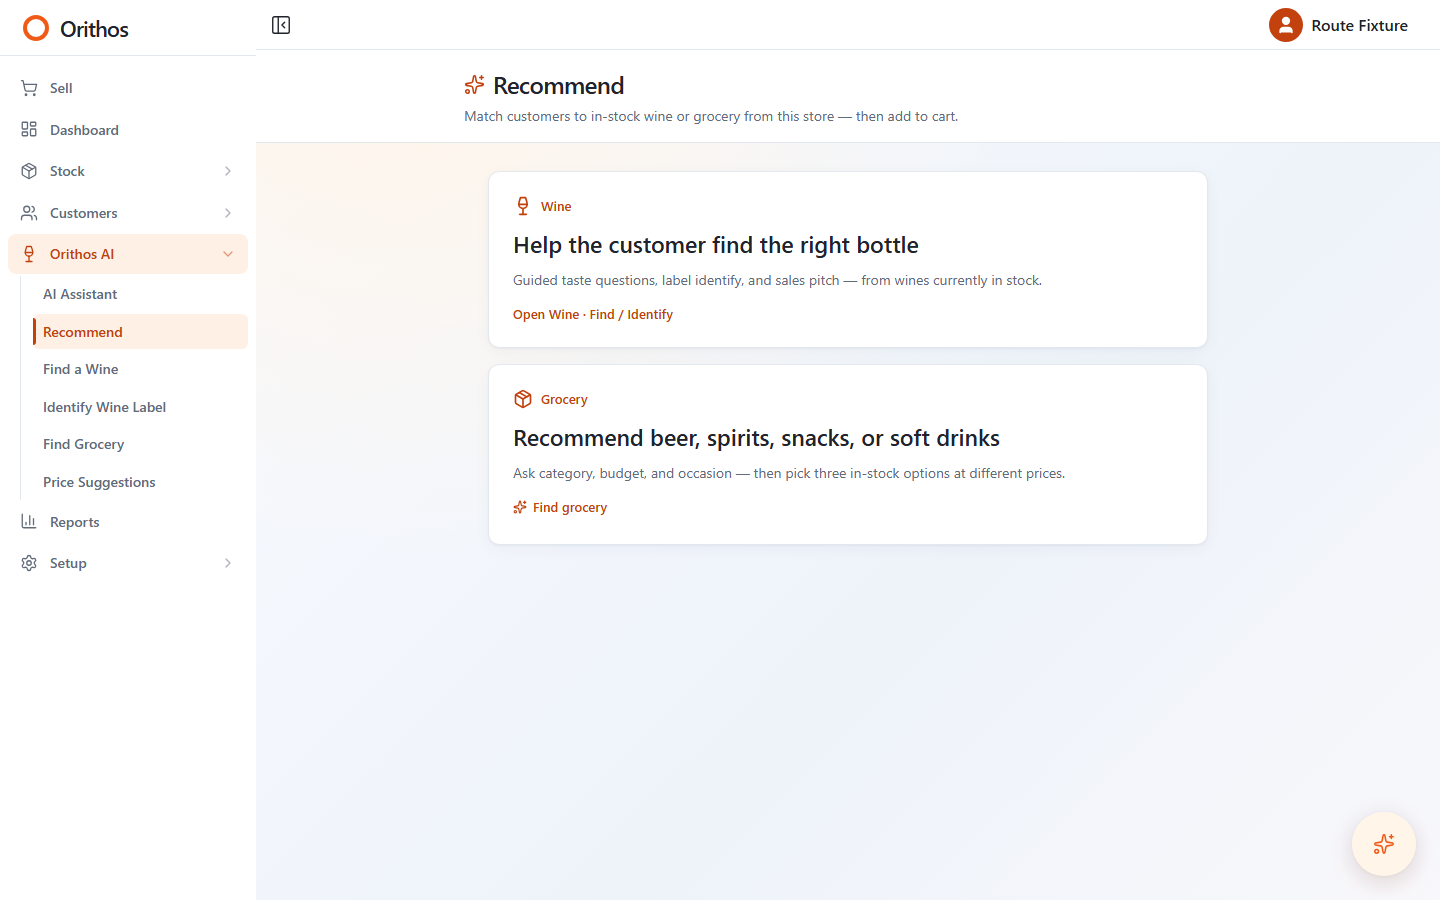 Orithos
Route Fixture
Sell
Dashboard
Stock
Customers
Orithos AI
AI Assistant
Recommend
Find a Wine
Identify Wine Label
Find Grocery
Price Suggestions
Reports
Setup
Recommend
Match customers to in-stock wine or grocery from this store — then add to cart.
Wine
Help the customer find the right bottle
Guided taste questions, label identify, and sales pitch — from wines currently in stock.
Open Wine · Find / Identify
Grocery
Recommend beer, spirits, snacks, or soft drinks
Ask category, budget, and occasion — then pick three in-stock options at different prices.
Find grocery